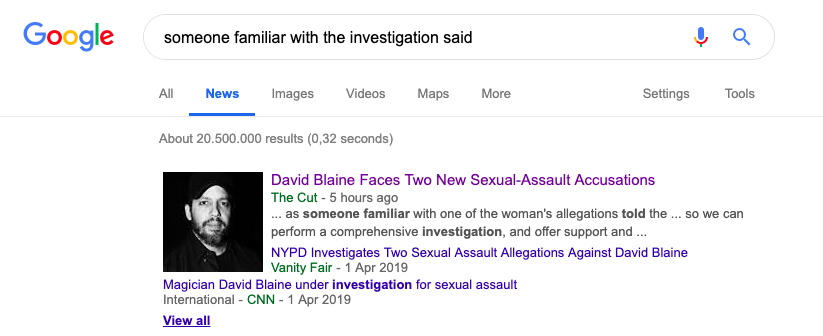 Google
someone familiar with the investigation said
All News Images Videos Maps More Settings Tools
About 20.500.000 results (0,32 seconds)
David Blaine Faces Two New Sexual-Assault Accusations
The Cut - 5 hours ago
... as someone familiar with one of the woman's allegations told the ... so we can
perform a comprehensive investigation, and offer support and ...
NYPD Investigates Two Sexual Assault Allegations Against David Blaine
Vanity Fair - 1 Apr 2019
Magician David Blaine under investigation for sexual assault
International - CNN - 1 Apr 2019
View all